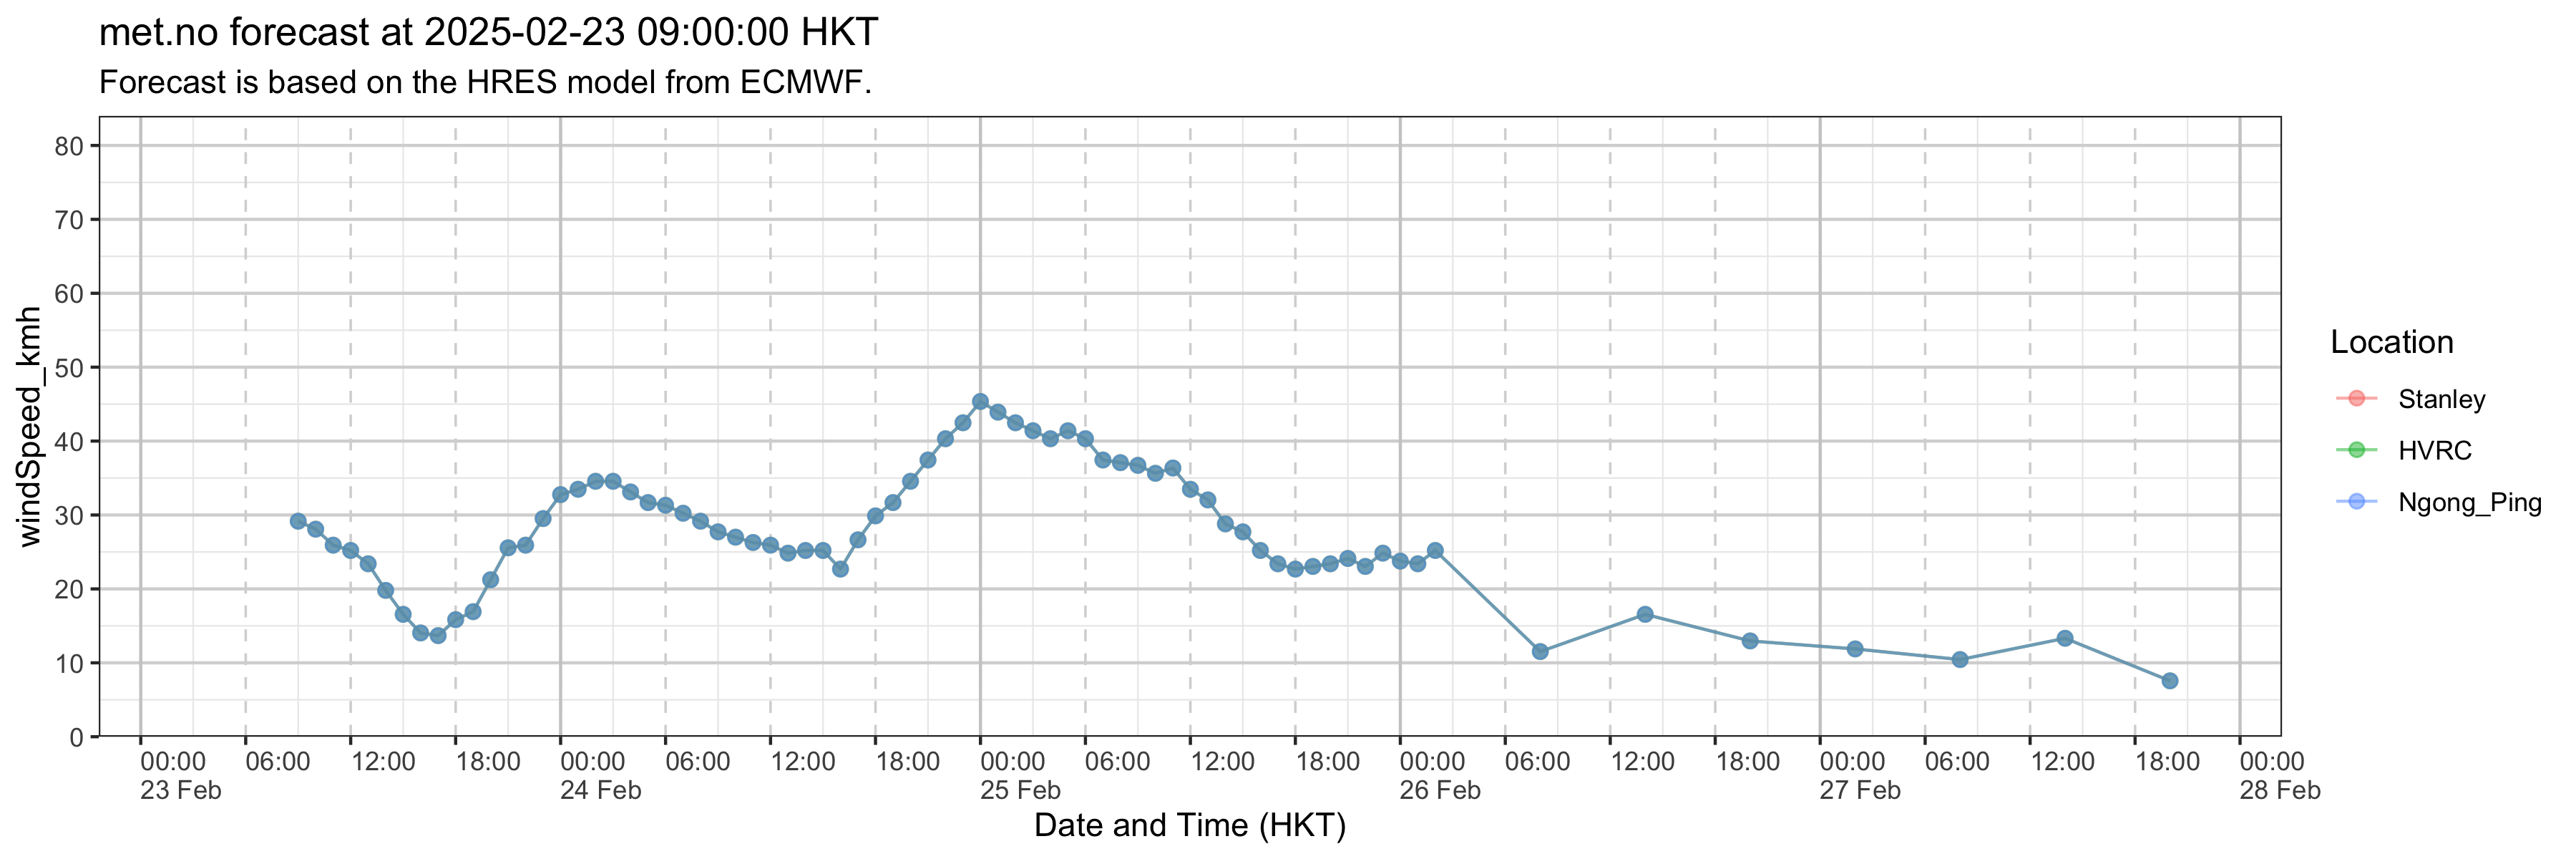 met.no forecast at 2025-02-23 09:00:00 HKT
Forecast is based on the HRES model from ECMWF.
windSpeed_kmh
80
70
60
50
40
30
20
10
0
00:00 06:00 12:00 18:00 00:00 06:00 12:00 18:00 00:00 06:00 12:00 18:00 00:00 06:00 12:00 18:00 00:00 06:00 12:00 18:00 00:00
23 Feb 24 Feb 25 Feb 26 Feb 27 Feb 28 Feb
Date and Time (HKT)
Location
Stanley
HVRC
Ngong_Ping